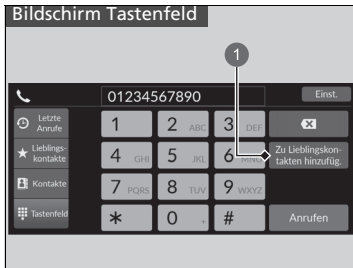 Bildschirm Tastenfeld
1
01234567890
Einst.
Letzte
Anrufe
1
2 ABC
3 DEF
Lieblings-
kontakte
4 GHI
5 JKL
6 MNO
Zu Lieblingskon-
takten hinzufüg.
Kontakte
7 PQRS
8 TUV
9 WXYZ
Tastenfeld
*
0 +
#
Anrufen